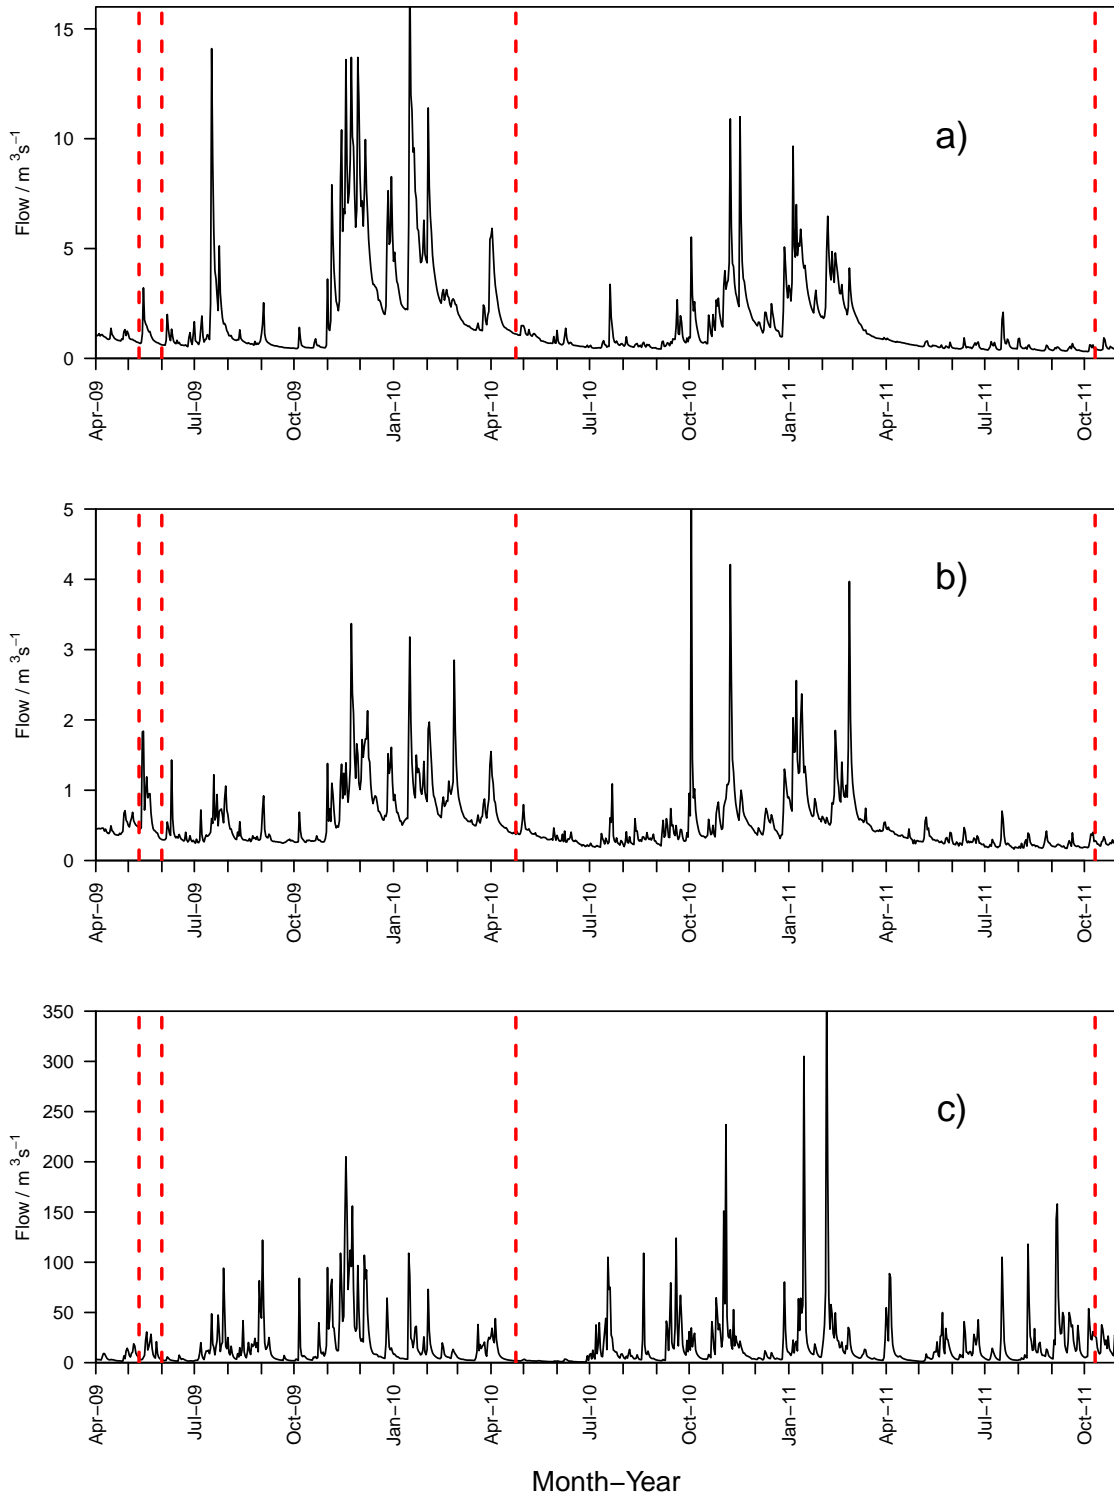 15
10
5
0
Flow / m ³s⁻¹
a)
Apr−09
Jul−09
Oct−09
Jan−10
Apr−10
Jul−10
Oct−10
Jan−11
Apr−11
Jul−11
Oct−11
5
4
3
2
1
0
Flow / m ³s⁻¹
b)
Apr−09
Jul−09
Oct−09
Jan−10
Apr−10
Jul−10
Oct−10
Jan−11
Apr−11
Jul−11
Oct−11
350
300
250
200
150
100
50
0
Flow / m ³s⁻¹
c)
Apr−09
Jul−09
Oct−09
Jan−10
Apr−10
Jul−10
Oct−10
Jan−11
Apr−11
Jul−11
Oct−11
Month−Year